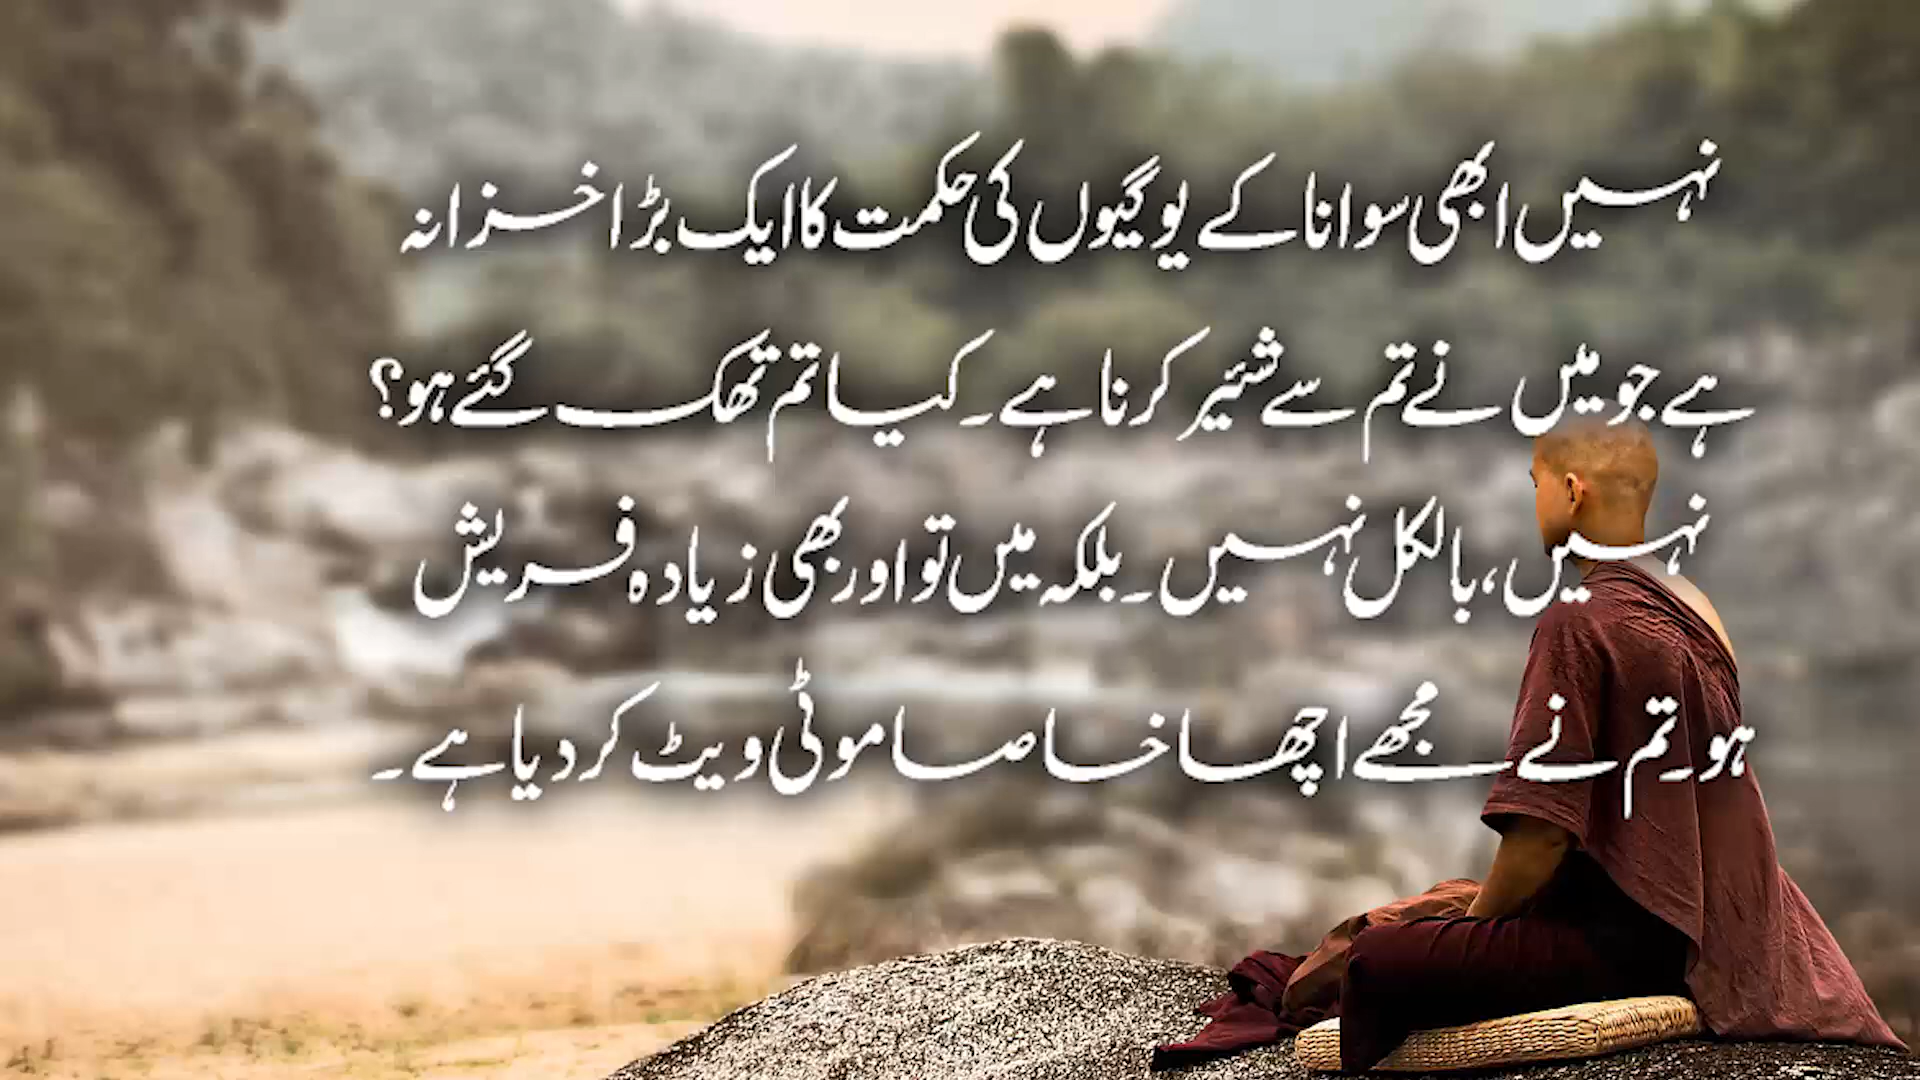 نہیں ابھی سوانا کے یوگیوں کی حکمت کا ایک بڑا خزانہ
ہے جو میں نے تم سے شئیر کرنا ہے۔ کیا تم تھک گئے ہو؟
نہیں، بالکل نہیں۔ بلکہ میں تو اور بھی زیادہ فریش
ہو۔ تم نے مجھے اچھا خاصا موٹی ویٹ کر دیا ہے۔